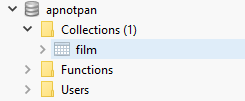 apnotpan
Collections (1)
film
Functions
Users